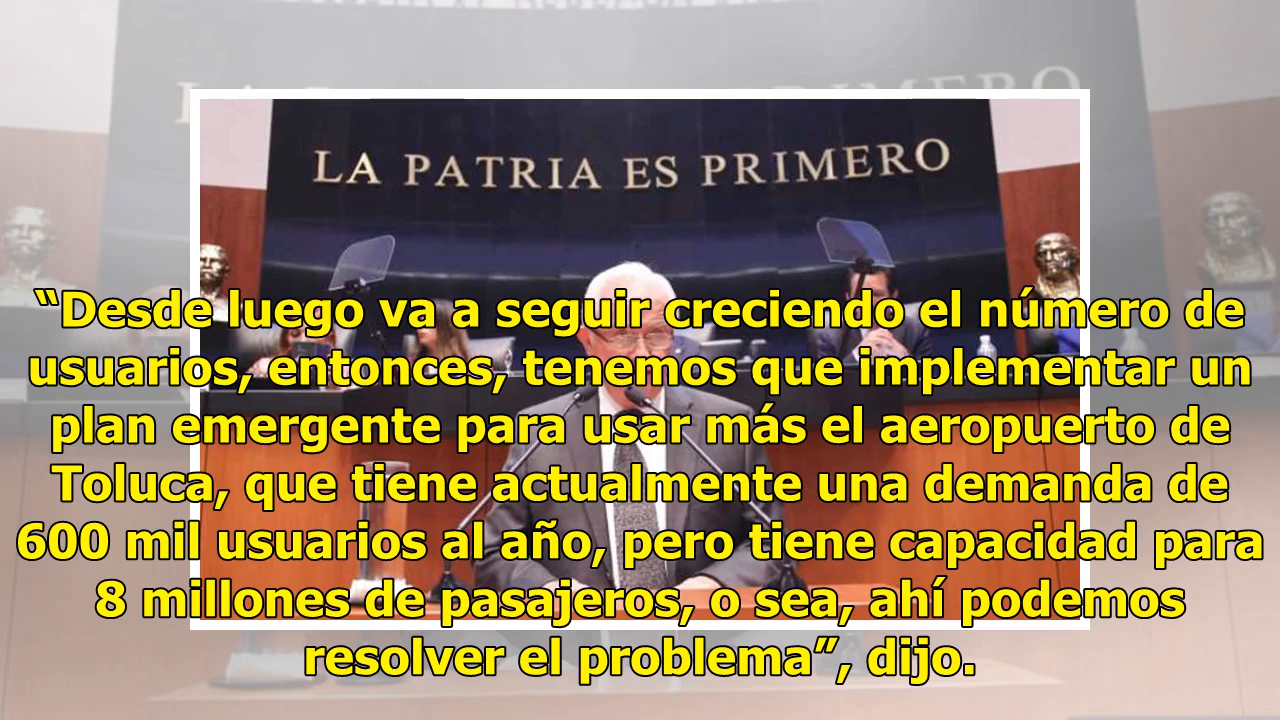 LA PATRIA ES PRIMERO
“Desde luego va a seguir creciendo el número de
usuarios, entonces, tenemos que implementar un
plan emergente para usar más el aeropuerto de
Toluca, que tiene actualmente una demanda de
600 mil usuarios al año, pero tiene capacidad para
8 millones de pasajeros, o sea, ahí podemos
resolver el problema”, dijo.